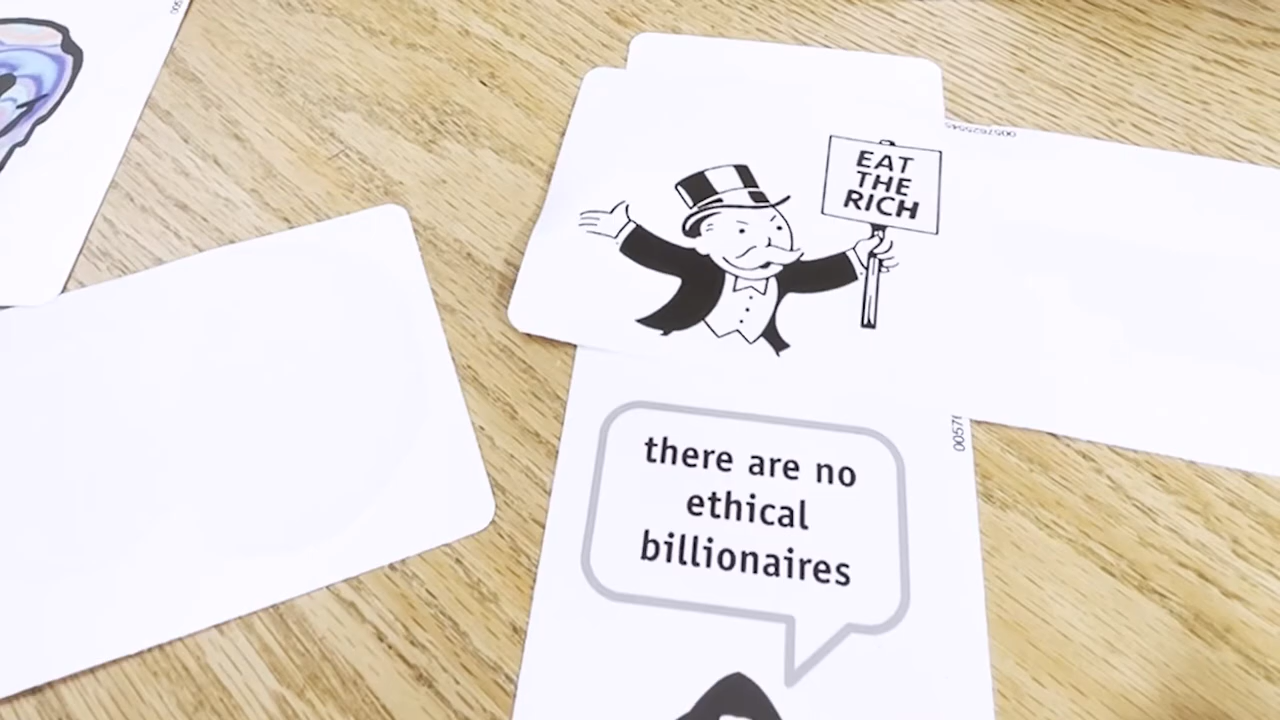 EAT
THE
RICH
there are no
ethical
billionaires